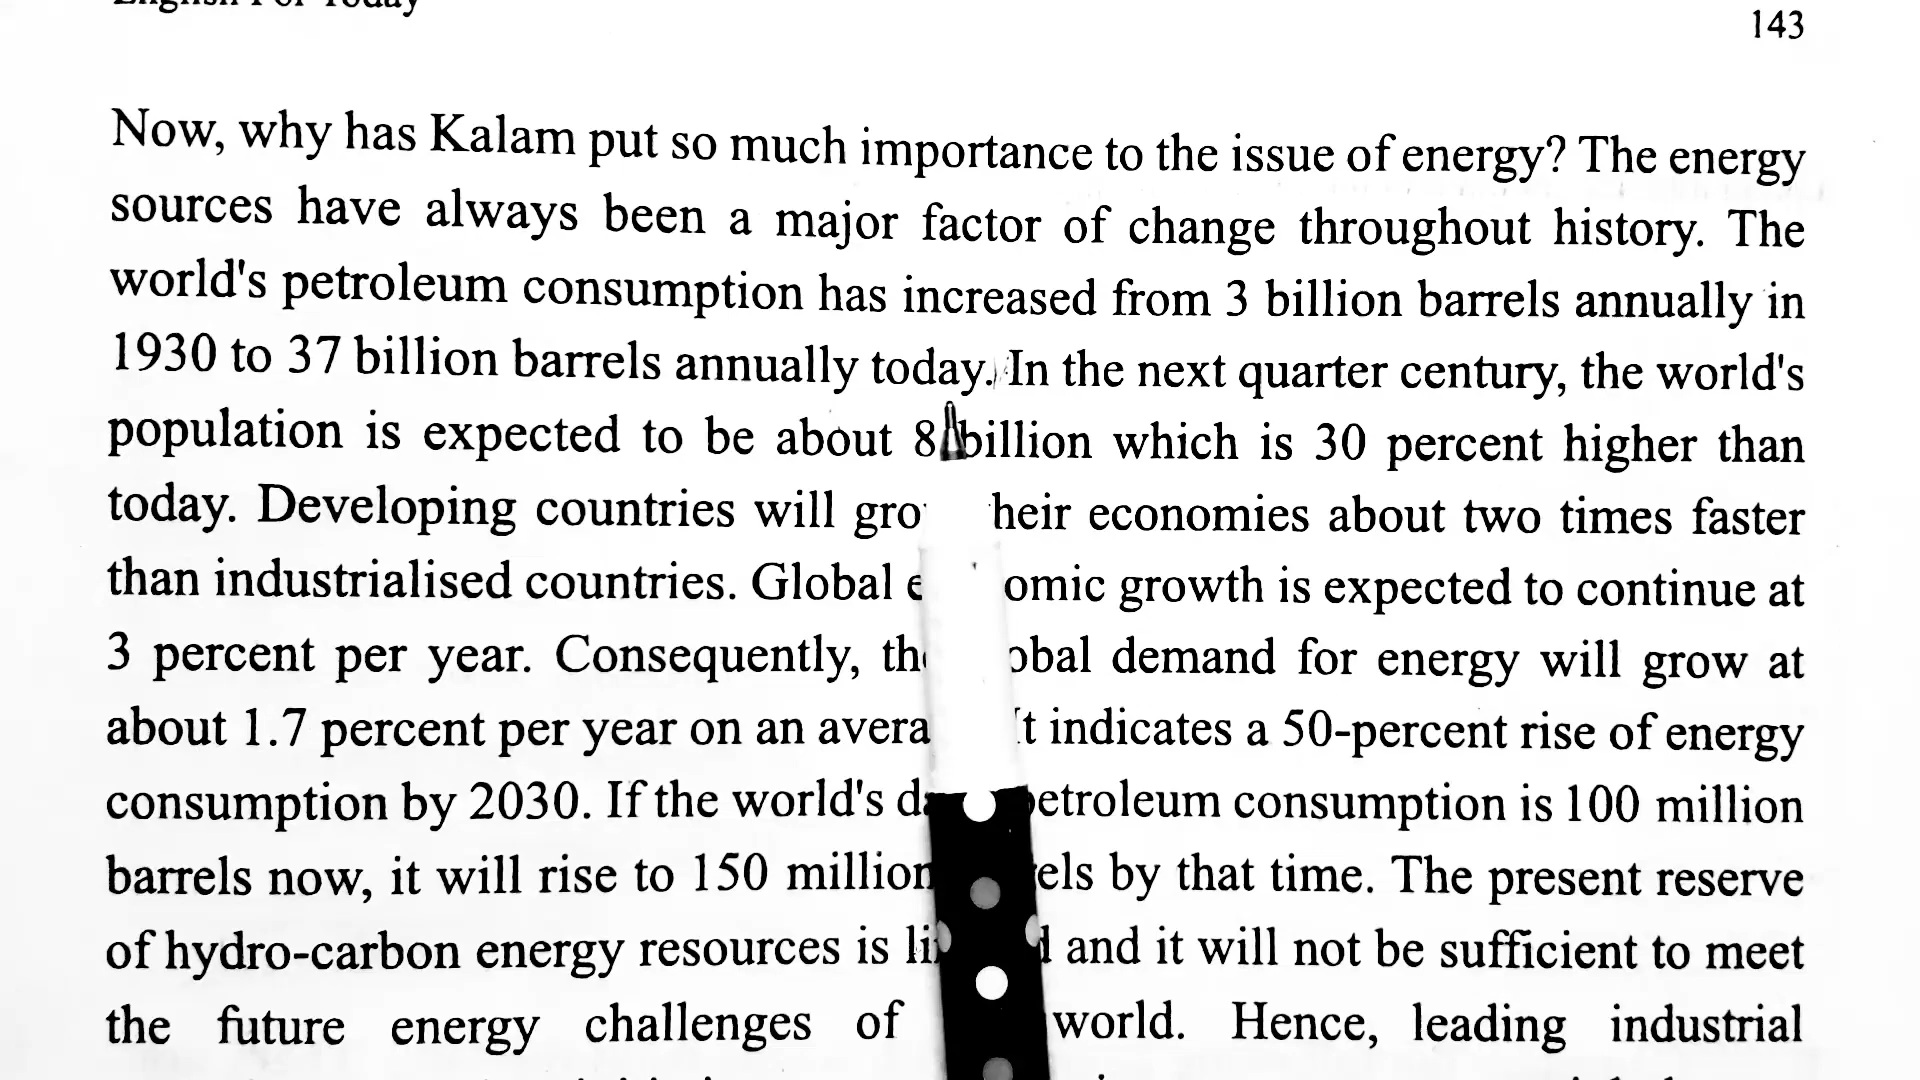 English For Today
143
Now, why has Kalam put so much importance to the issue of energy? The energy
sources have always been a major factor of change throughout history. The
world's petroleum consumption has increased from 3 billion barrels annually in
1930 to 37 billion barrels annually today. In the next quarter century, the world's
population is expected to be about 8 billion which is 30 percent higher than
today. Developing countries will economies about two times faster
than industrialised countries. Global growth is expected to continue at
3 percent per year. Consequently, demand for energy will grow at
about 1.7 percent per year on an indicates a 50-percent rise of energy
consumption by 2030. If the world's consumption is 100 million
barrels now, it will rise to 150 million by that time. The present reserve
of hydro-carbon energy resources is and it will not be sufficient to meet
the future energy challenges of world. Hence, leading industrial